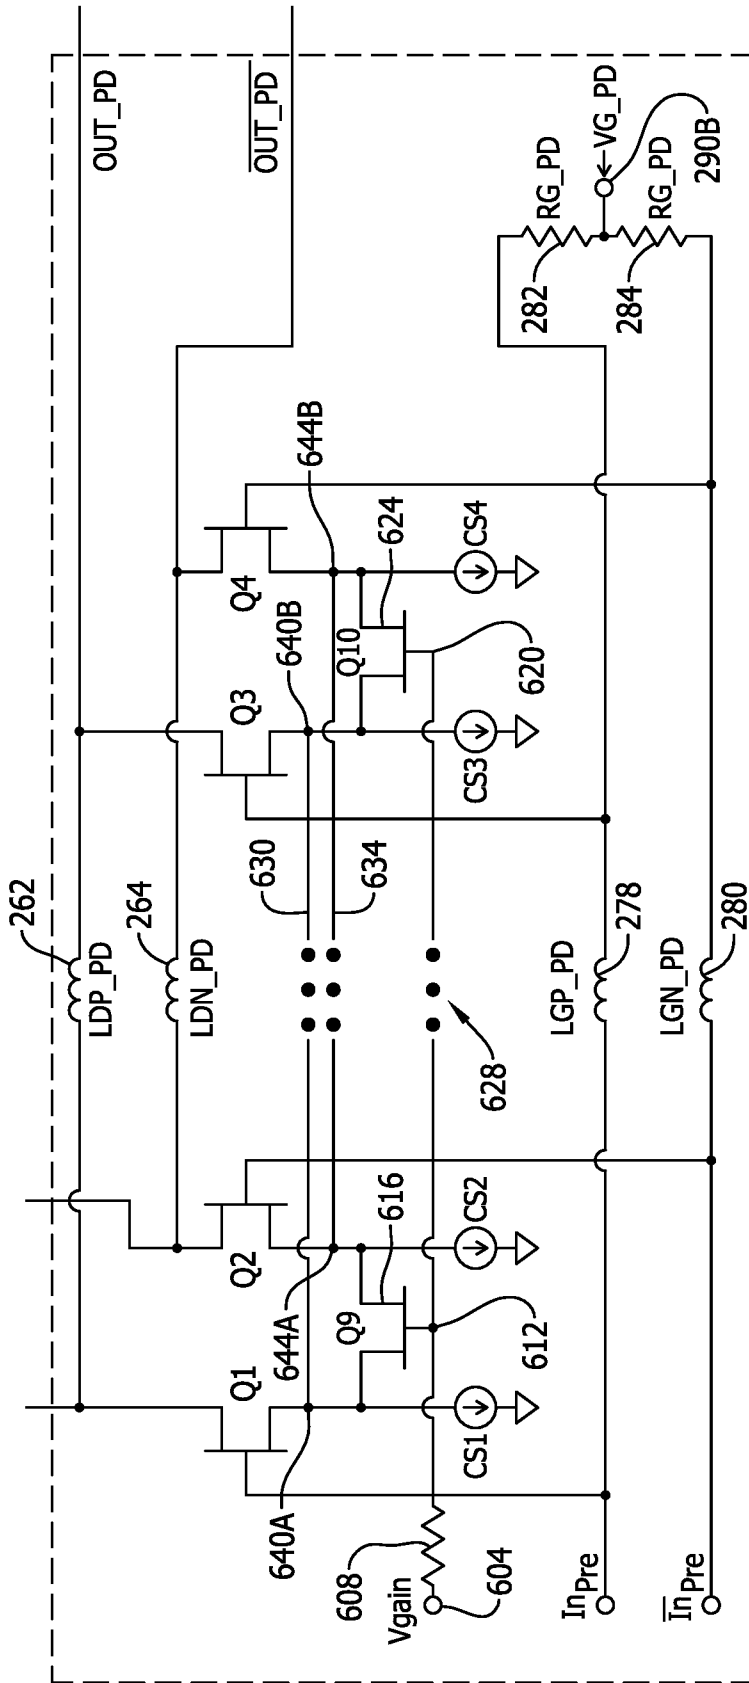 OUT_PD
OUT_PD
262
LDP_PD
264
LDN_PD
Q1
Q2
Q3
Q4
640A
644A
640B
644B
630
634
Q9
616
Q10
624
CS1
CS2
CS3
CS4
608
Vgain
604
612
628
620
InPre
InPre
LGP_PD
278
LGN_PD
280
282
RG_PD
284
RG_PD
VG_PD
290B